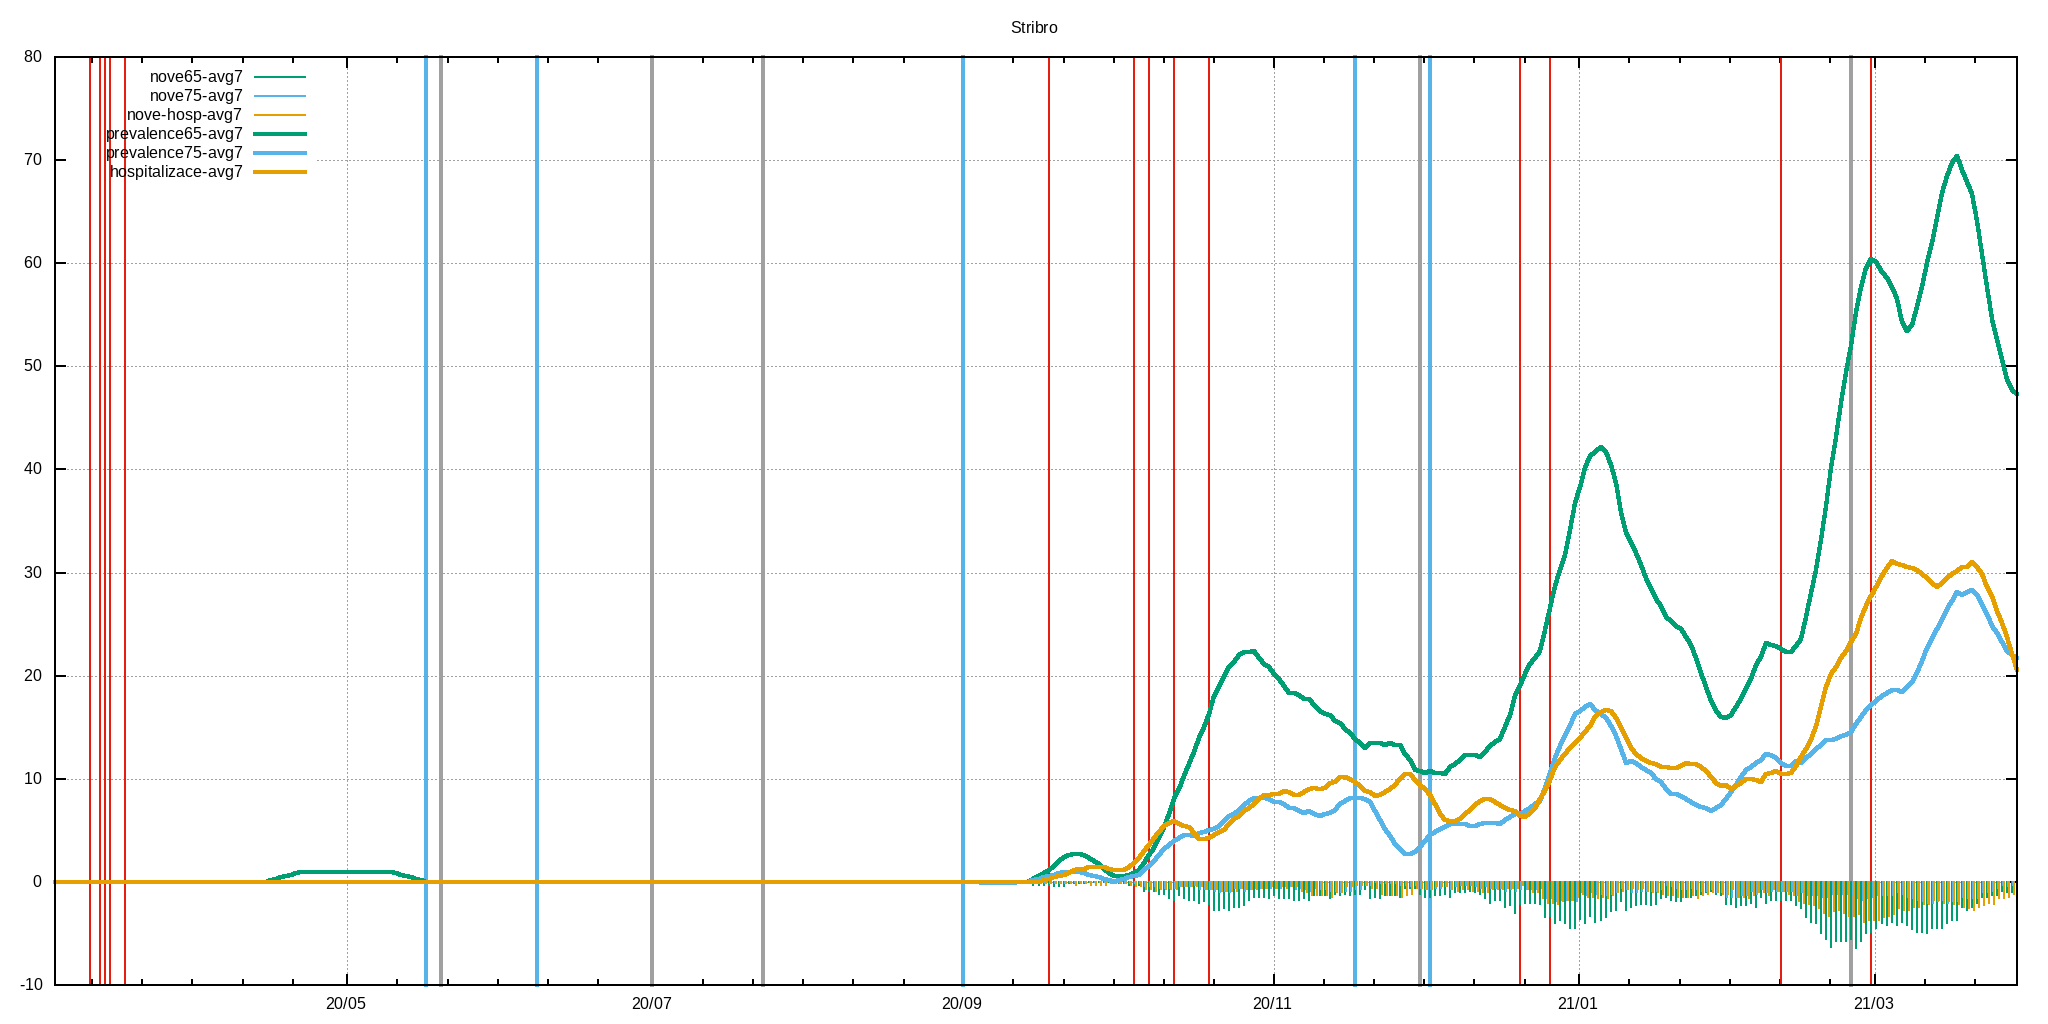 Stribro
80
70
60
50
40
30
20
10
0
-10
nove65-avg7
nove75-avg7
nove-hosp-avg7
prevalence65-avg7
prevalence75-avg7
hospitalizace-avg7
20/05
20/07
20/09
20/11
21/01
21/03